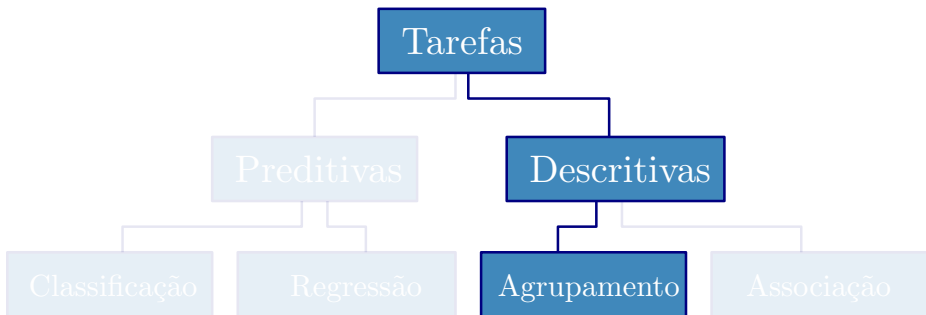 Tarefas
Preditivas
Descritivas
Classificação
Regressão
Agrupamento
Associação